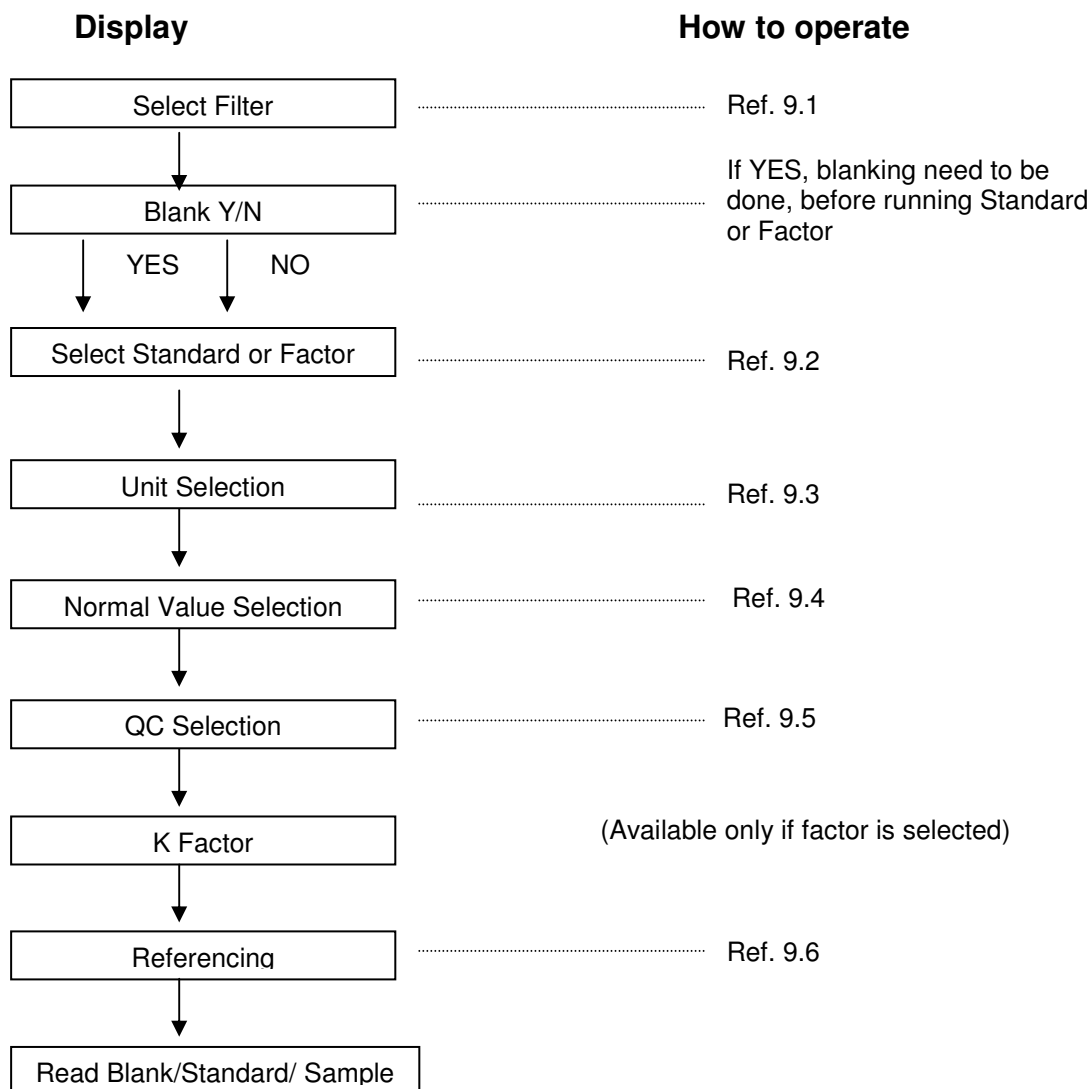 Display How to operate
Select Filter Ref. 9.1
If YES, blanking need to be
done, before running Standard
or Factor
Blank Y/N
YES NO
Select Standard or Factor Ref. 9.2
Unit Selection Ref. 9.3
Normal Value Selection Ref. 9.4
QC Selection Ref. 9.5
K Factor (Available only if factor is selected)
Referencing Ref. 9.6
Read Blank/Standard/ Sample